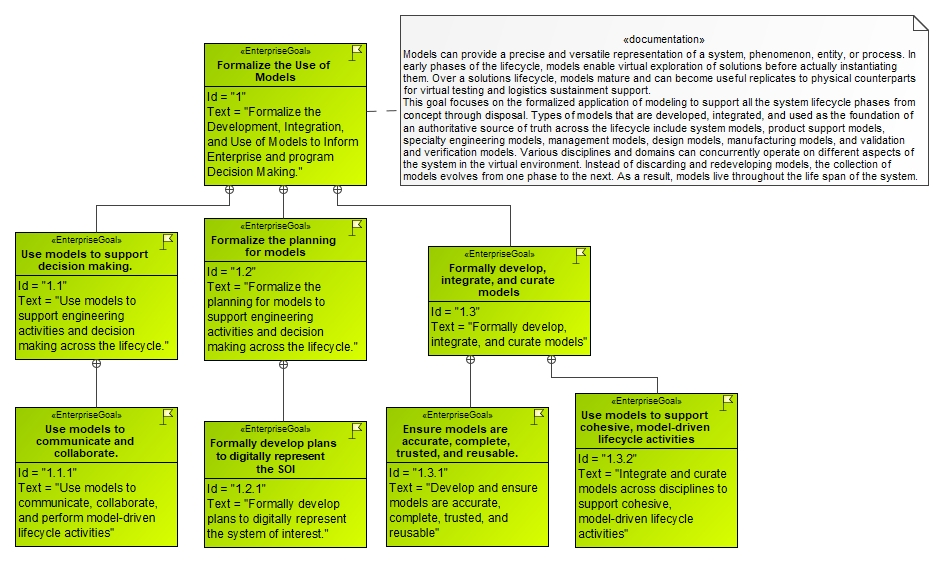 «EnterpriseGoal»
Formalize the Use of
Models
Id = "1"
Text = "Formalize the
Development, Integration,
and Use of Models to Inform
Enterprise and program
Decision Making."
«documentation»
Models can provide a precise and versatile representation of a system, phenomenon, entity, or process. In
early phases of the lifecycle, models enable virtual exploration of solutions before actually instantiating
them. Over a solutions lifecycle, models mature and can become useful replicates to physical counterparts
for virtual testing and logistics sustainment support.
This goal focuses on the formalized application of modeling to support all the system lifecycle phases from
concept through disposal. Types of models that are developed, integrated, and used as the foundation of
an authoritative source of truth across the lifecycle include system models, product support models,
specialty engineering models, management models, design models, manufacturing models, and validation
and verification models. Various disciplines and domains can concurrently operate on different aspects of
the system in the virtual environment. Instead of discarding and redeveloping models, the collection of
models evolves from one phase to the next. As a result, models live throughout the life span of the system.
«EnterpriseGoal»
Use models to support
decision making.
Id = "1.1"
Text = "Use models to
support engineering
activities and decision
making across the lifecycle."
«EnterpriseGoal»
Formalize the planning
for models
Id = "1.2"
Text = "Formalize the
planning for models to
support engineering
activities and decision
making across the lifecycle."
«EnterpriseGoal»
Formally develop,
integrate, and curate
models
Id = "1.3"
Text = "Formally develop,
integrate, and curate models"
«EnterpriseGoal»
Use models to
communicate and
collaborate.
Id = "1.1.1"
Text = "Use models to
communicate, collaborate,
and perform model-driven
lifecycle activities"
«EnterpriseGoal»
Formally develop plans
to digitally represent
the SOI
Id = "1.2.1"
Text = "Formally develop
plans to digitally represent
the system of interest."
«EnterpriseGoal»
Ensure models are
accurate, complete,
trusted, and reusable.
Id = "1.3.1"
Text = "Develop and ensure
models are accurate,
complete, trusted, and
reusable"
«EnterpriseGoal»
Use models to support
cohesive, model-driven
lifecycle activities
Id = "1.3.2"
Text = "Integrate and curate
models across disciplines to
support cohesive,
model-driven lifecycle
activities"